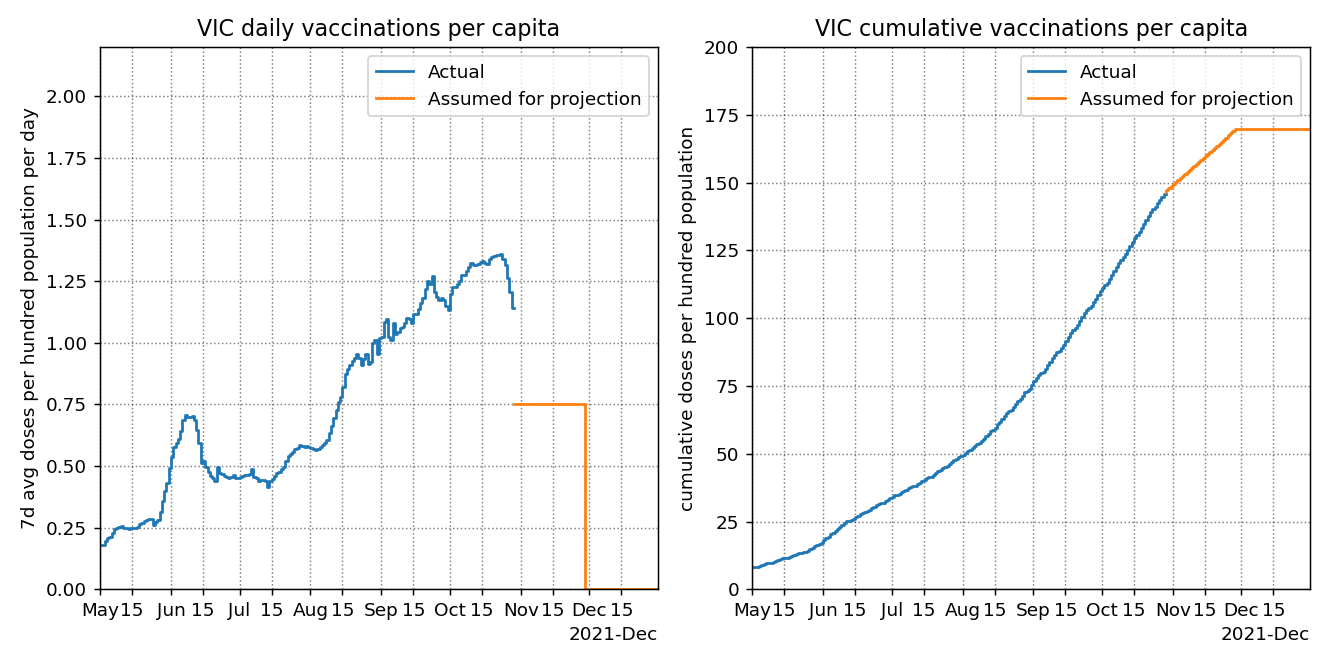 VIC daily vaccinations per capita
Actual
Assumed for projection
7d avg doses per hundred population per day
2.00
1.75
1.50
1.25
1.00
0.75
0.50
0.25
0.00
May 15 Jun 15 Jul 15 Aug 15 Sep 15 Oct 15 Nov 15 Dec 15
2021-Dec
VIC cumulative vaccinations per capita
Actual
Assumed for projection
cumulative doses per hundred population
200
175
150
125
100
75
50
25
0
May 15 Jun 15 Jul 15 Aug 15 Sep 15 Oct 15 Nov 15 Dec 15
2021-Dec